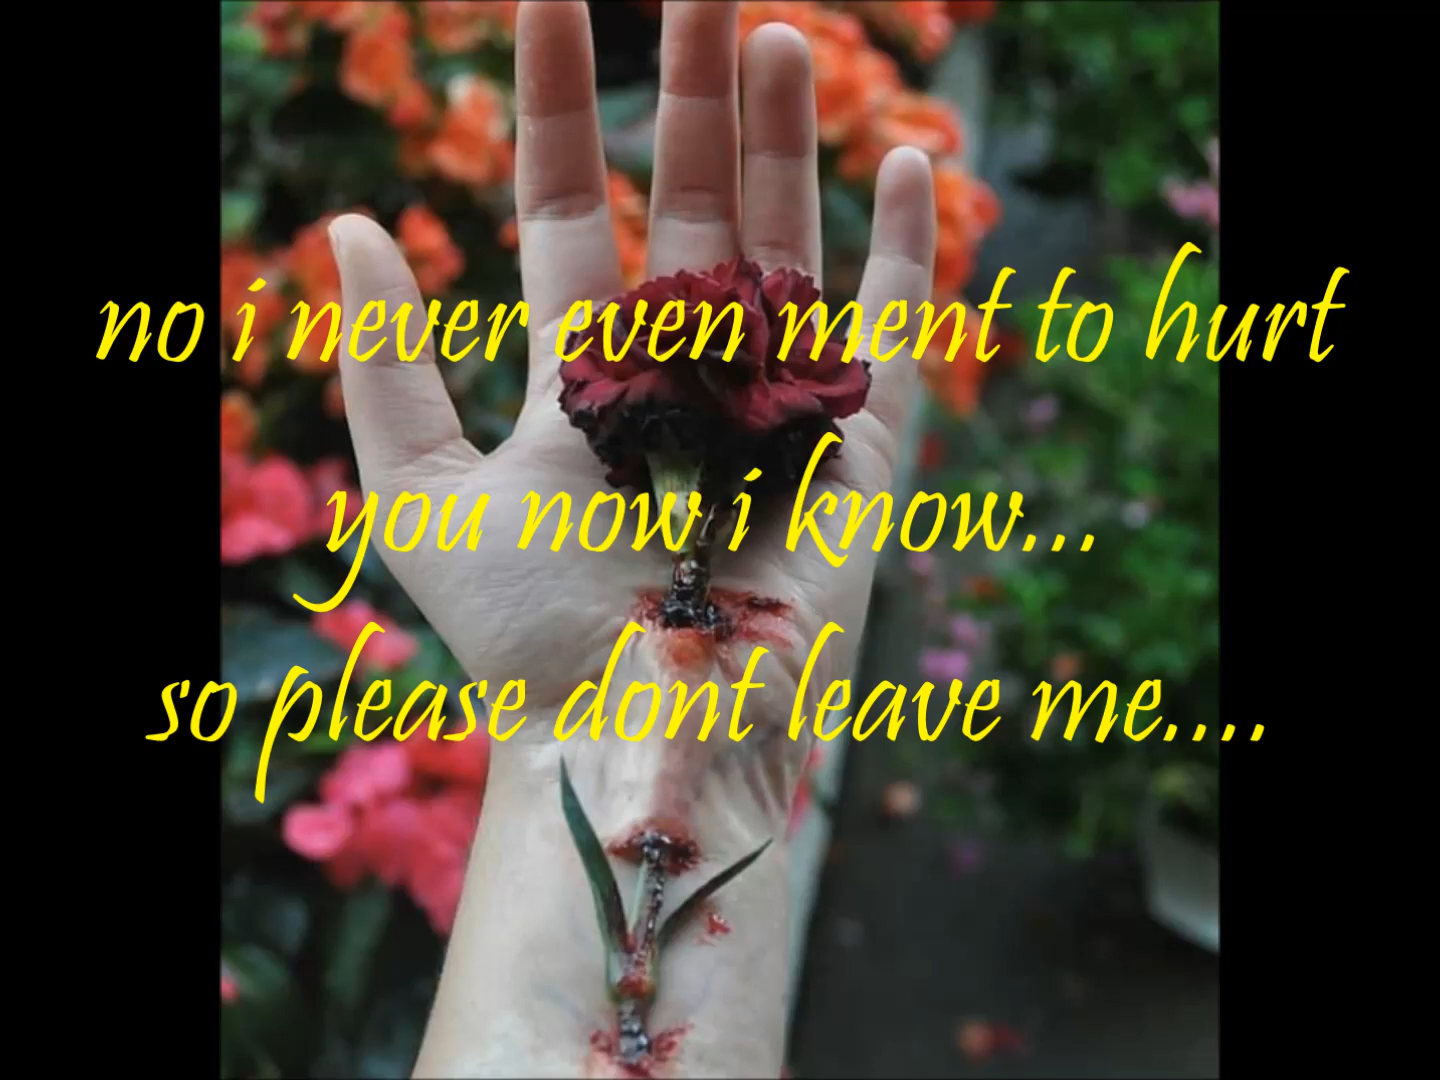 no i never even ment to hurt
you now i know...
so please dont leave me....